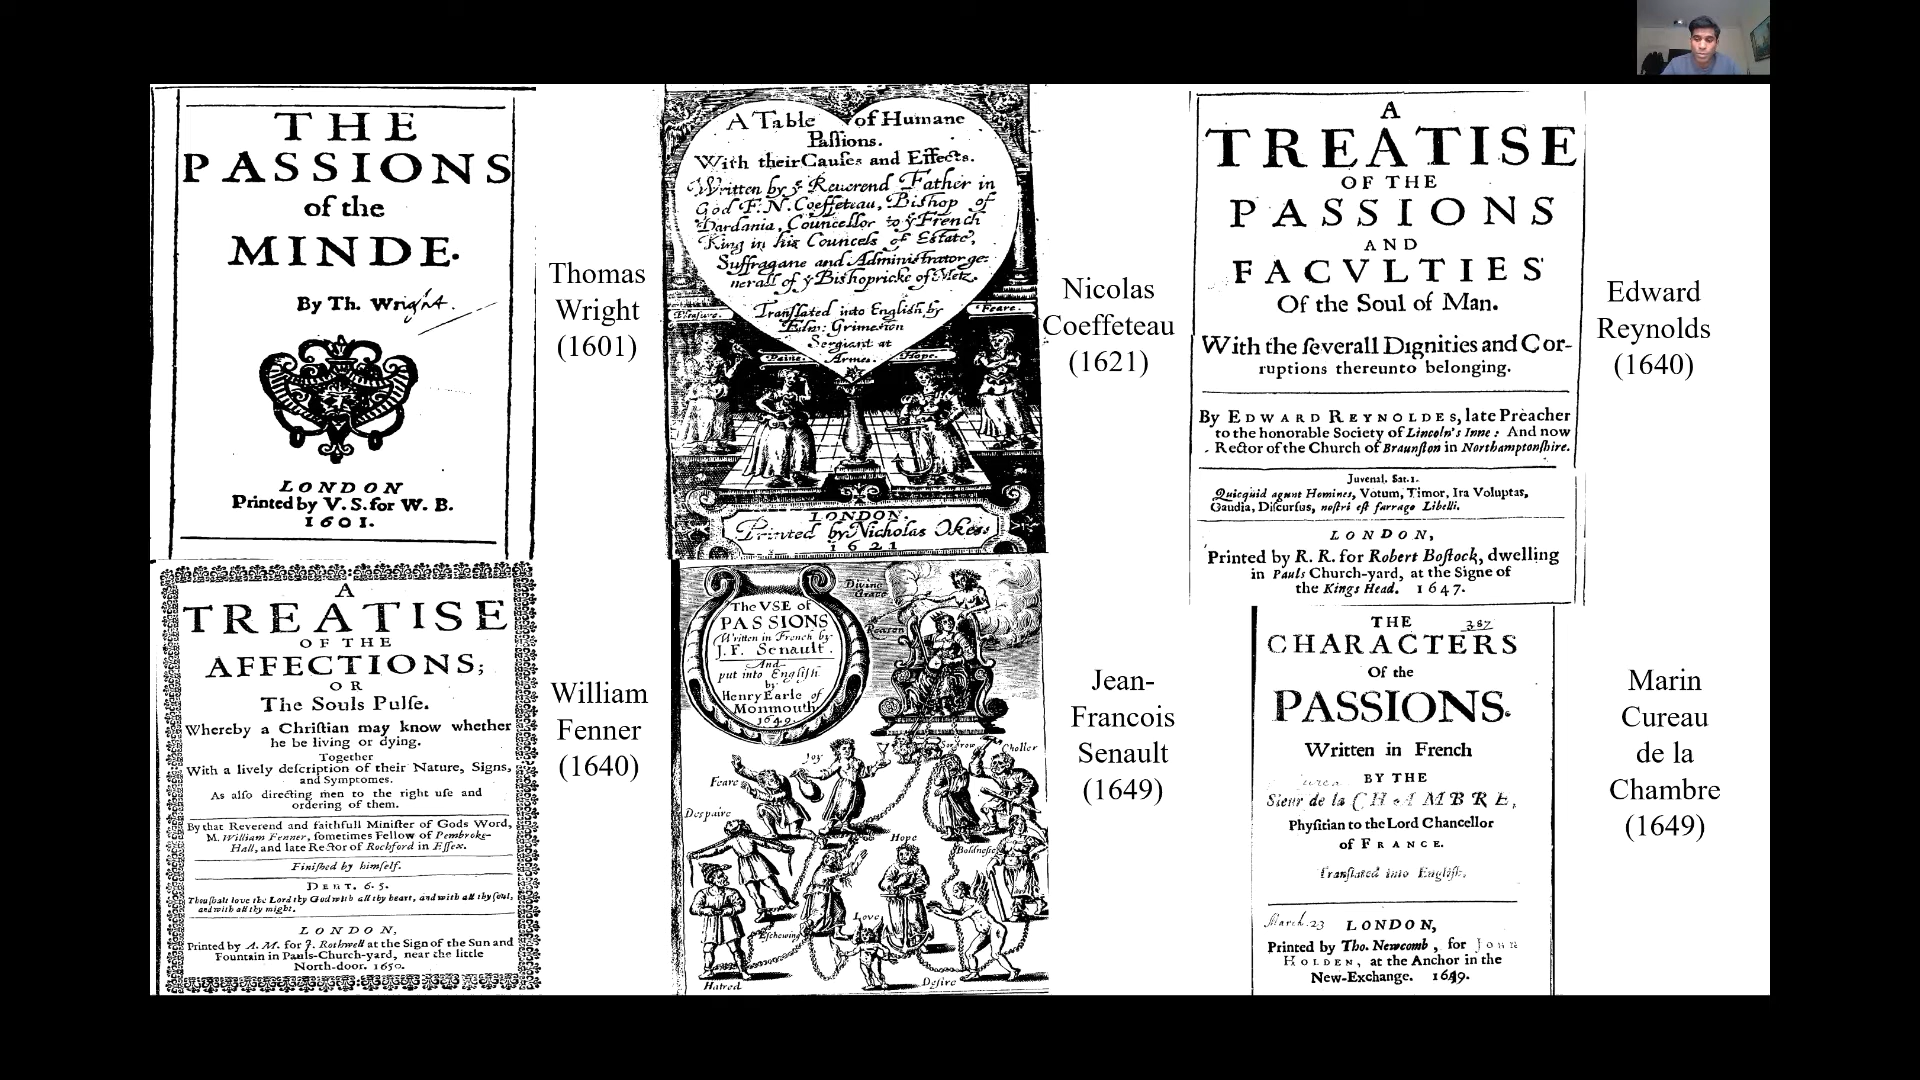 THE
PASSIONS
of the
MINDE.
By Th. Wright.
LONDON
Printed by V. S. for W. B.
1601.
Thomas
Wright
(1601)
A Table of Humane
Paſſions.
With their Cauſes and Effects.
Written by yͤ Reuerend Father in
God F. N. Coeffeteau, Bishop of
Dardania, Councellor to yͤ French
King in his Councels of Eſtate,
Suffragane and Adminiſtrator ge-
nerall of yͤ Bishopricke of Metz.
Tranſlated into Engliſh by
Edw: Grimeſton
Sergiant at
Armes.
Pleaſure.
Feare.
Paine.
Hope.
LONDON.
Printed by Nicholas Okes
1621
Nicolas
Coeffeteau
(1621)
A
TREATISE
OF THE
PASSIONS
AND
FACVLTIES
Of the Soul of Man.
With the ſeverall Dignities and Cor-
ruptions thereunto belonging.
By EDWARD REYNOLDES, late Preacher
to the honorable Society of Lincoln's Inne : And now
Rector of the Church of Braunſton in Northamptonſhire.
Juvenal. Sat. 1.
Quicquid agunt Homines, Votum, Timor, Ira Voluptas,
Gaudia, Diſcurſus, noſtri eſt farrago Libelli.
LONDON,
Printed by R. R. for Robert Boſtock, dwelling
in Pauls Church-yard, at the Signe of
the Kings Head. 1647.
Edward
Reynolds
(1640)
A
TREATISE
OF THE
AFFECTIONS;
OR
The Souls Pulſe.
Whereby a Chriſtian may know whether
he be living or dying.
Together
With a lively deſcription of their Nature, Signs,
and Symptomes.
As alſo directing men to the right uſe and
ordering of them.
By that Reverend and faithfull Miniſter of Gods Word,
M. William Fenner, ſometimes Fellow of Pembroke-
Hall, and late Rector of Rochford in Eſſex.
Finiſhed by himſelf.
DEUT. 6. 5.
Thou ſhalt love the Lord thy God with all thy heart, and with all thy ſoul,
and with all thy might.
LONDON,
Printed by A. M. for J. Rothwell at the Sign of the Sun and
Fountain in Pauls-Church-yard, near the little
North-door. 1650.
William
Fenner
(1640)
The VSE of
PASSIONS
Written in French by
J. F. Senault.
And
put into Engliſh
by
Henry Earle of
Monmouth
1649.
Divine
Grace
Reason
Joy
Sorrow
Choller
Feare
Despaire
Hope
Boldneſſe
Love
Eſchewing
Hatred
Deſire
Jean-
Francois
Senault
(1649)
THE
387
CHARACTERS
Of the
PASSIONS.
Written in French
BY THE
Sieur de la CHAMBRE,
Phyſitian to the Lord Chancellor
of FRANCE.
Tranſlated into Engliſh.
March. 23
LONDON,
Printed by Tho. Newcomb, for JOHN
HOLDEN, at the Anchor in the
New-Exchange. 1649.
Marin
Cureau
de la
Chambre
(1649)